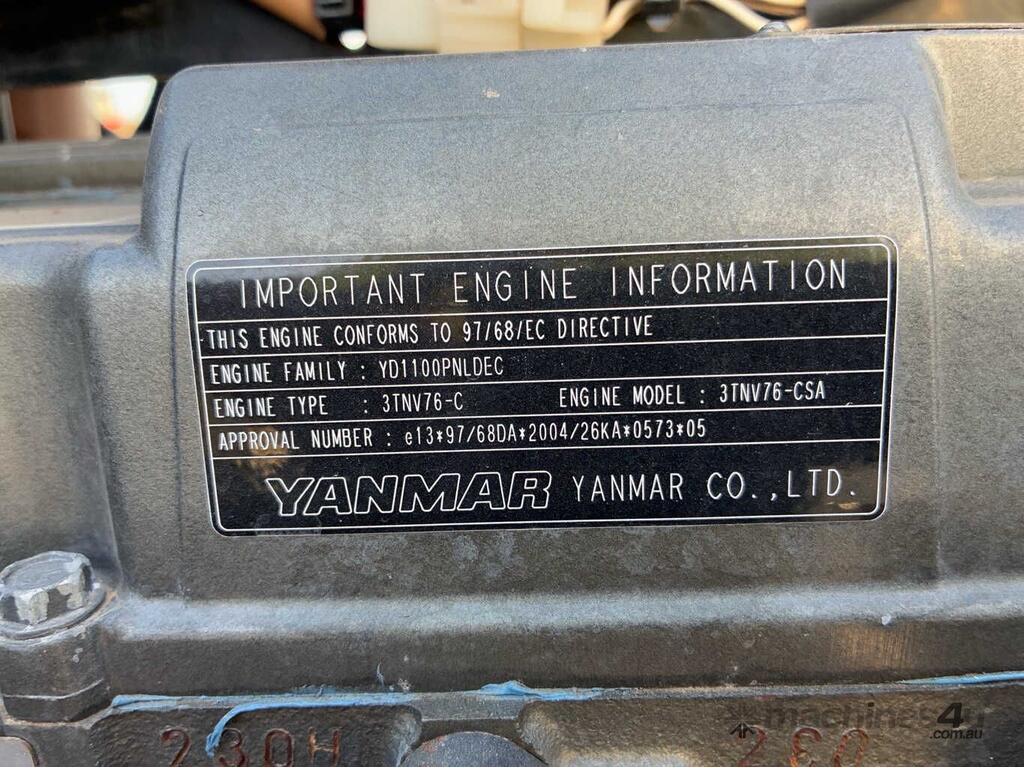 IMPORTANT ENGINE INFORMATION
THIS ENGINE CONFORMS TO 97/68/EC DIRECTIVE
ENGINE FAMILY : YD1100PNLDEC
ENGINE TYPE : 3TNV76-C ENGINE MODEL : 3TNV76-CSA
APPROVAL NUMBER : e13*97/68DA*2004/26KA*0573*05
YANMAR YANMAR CO.,LTD.
machines4u
.com.au
230H